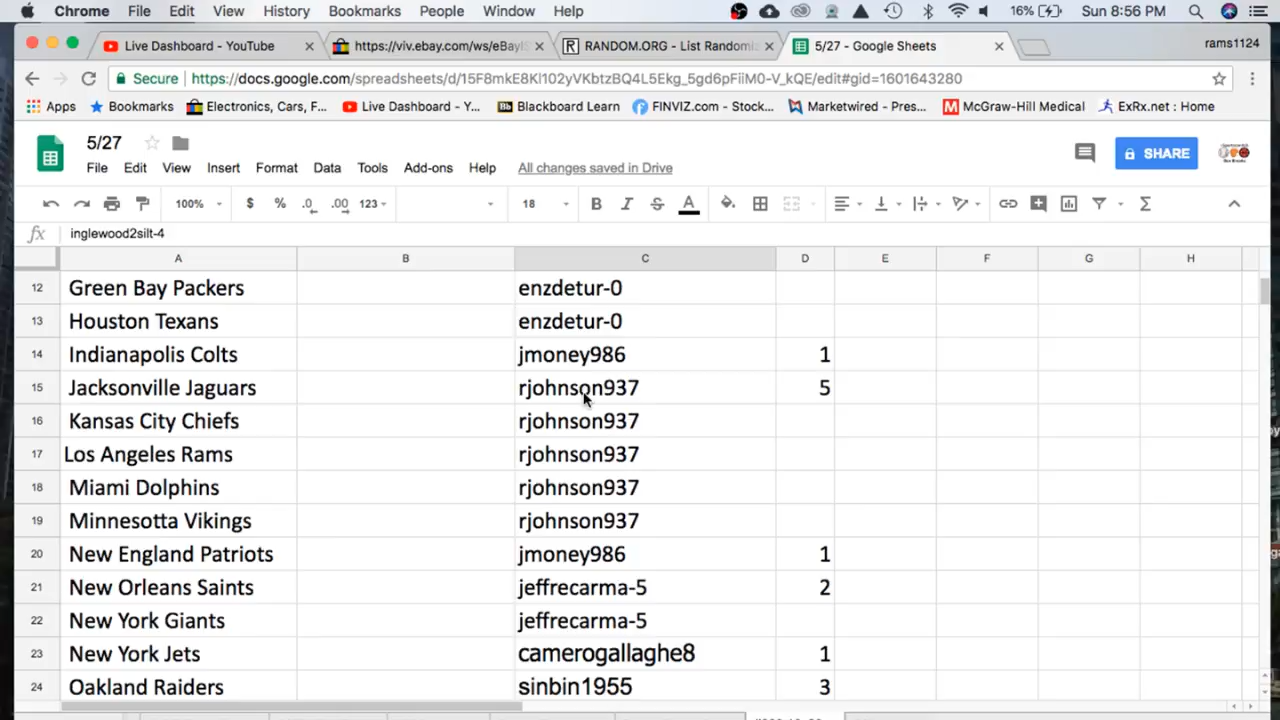 Chrome File Edit View History Bookmarks People Window Help 16% Sun 8:56 PM
Live Dashboard - YouTube https://viv.ebay.com/ws/eBayIS RANDOM.ORG - List Randomiz 5/27 - Google Sheets rams1124
Secure https://docs.google.com/spreadsheets/d/15F8mkE8Kl102yVKbtzBQ4L5Ekg_5gd6pFiiM0-V_kQE/edit#gid=1601643280
Apps Bookmarks Electronics, Cars, F... Live Dashboard - Y... Blackboard Learn FINVIZ.com - Stock... Marketwired - Pres... McGraw-Hill Medical ExRx.net : Home
5/27
SHARE
File Edit View Insert Format Data Tools Add-ons Help All changes saved in Drive
100% $ % .0 .00 123 18 B I S A
fx inglewood2silt-4
A B C D E F G H
12 Green Bay Packers enzdetur-0
13 Houston Texans enzdetur-0
14 Indianapolis Colts jmoney986 1
15 Jacksonville Jaguars rjohnson937 5
16 Kansas City Chiefs rjohnson937
17 Los Angeles Rams rjohnson937
18 Miami Dolphins rjohnson937
19 Minnesotta Vikings rjohnson937
20 New England Patriots jmoney986 1
21 New Orleans Saints jeffrecarma-5 2
22 New York Giants jeffrecarma-5
23 New York Jets camerogallaghe8 1
24 Oakland Raiders sinbin1955 3